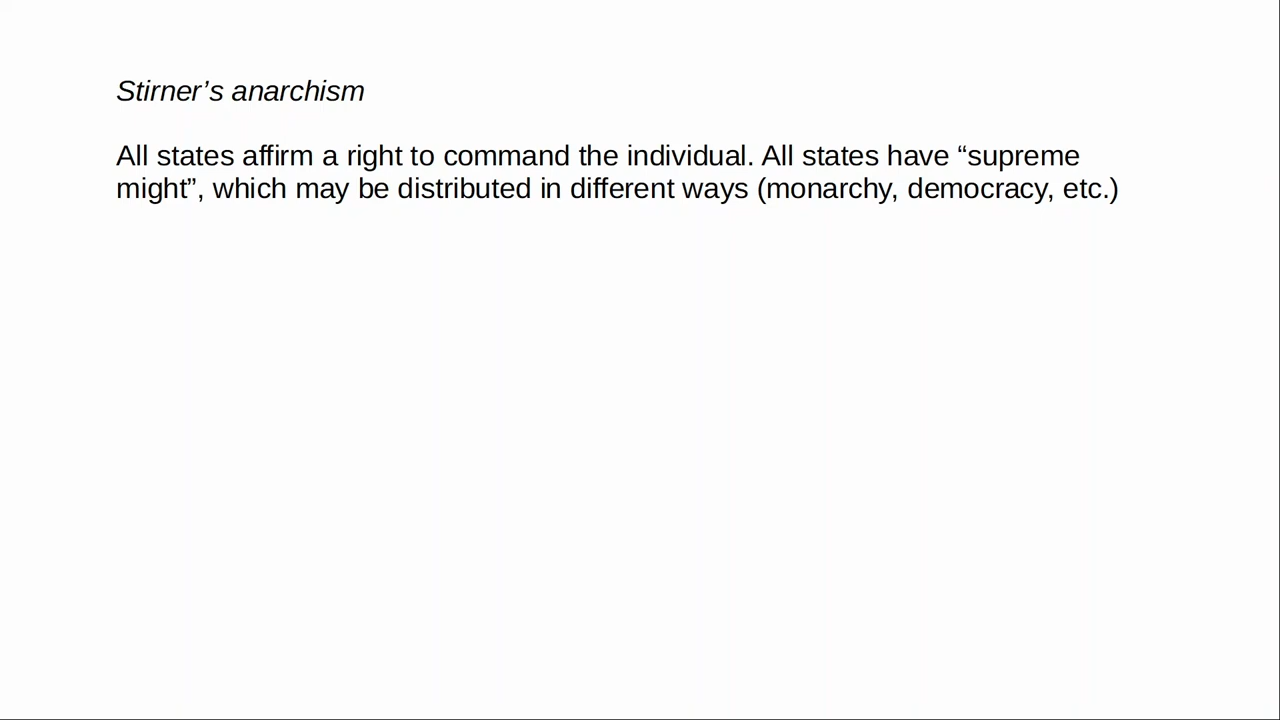 Stirner’s anarchism
All states affirm a right to command the individual. All states have “supreme
might”, which may be distributed in different ways (monarchy, democracy, etc.)